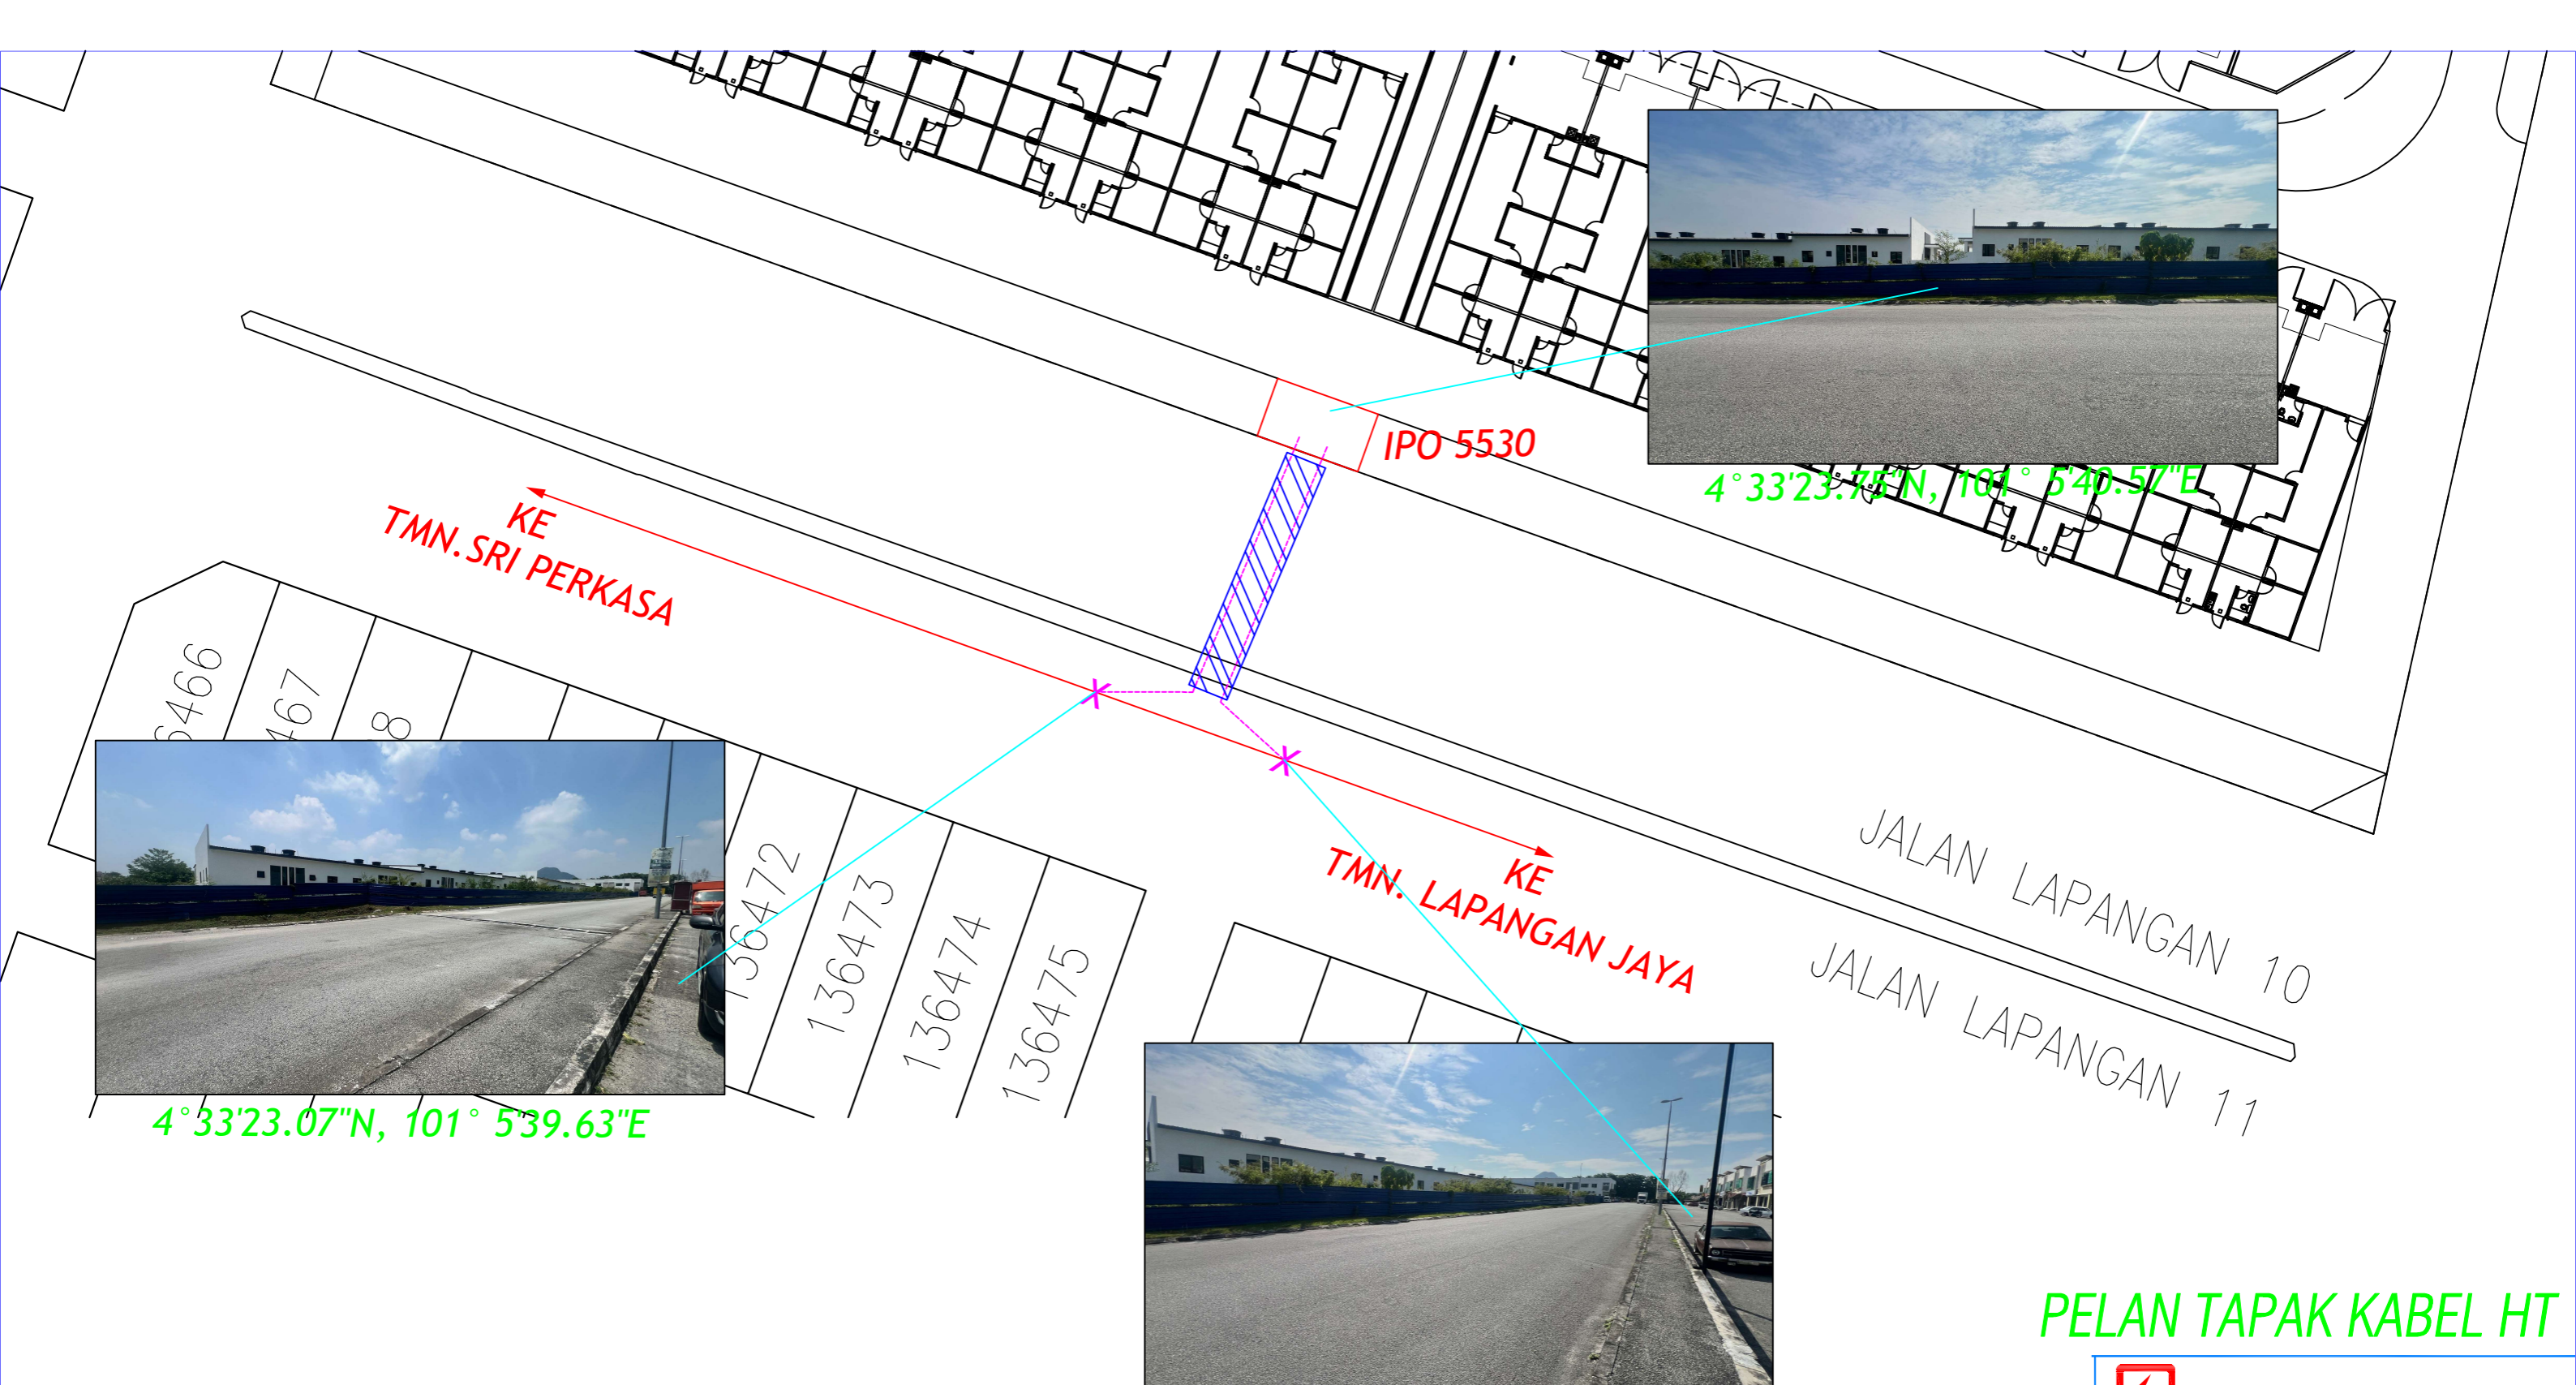 IPO 5530
4°33'23.75"N, 101° 5'40.57"E
KE
TMN.SRI PERKASA
KE
TMN. LAPANGAN JAYA
JALAN LAPANGAN 10
JALAN LAPANGAN 11
136472
136473
136474
136475
4°33'23.07"N, 101° 5'39.63"E
PELAN TAPAK KABEL HT